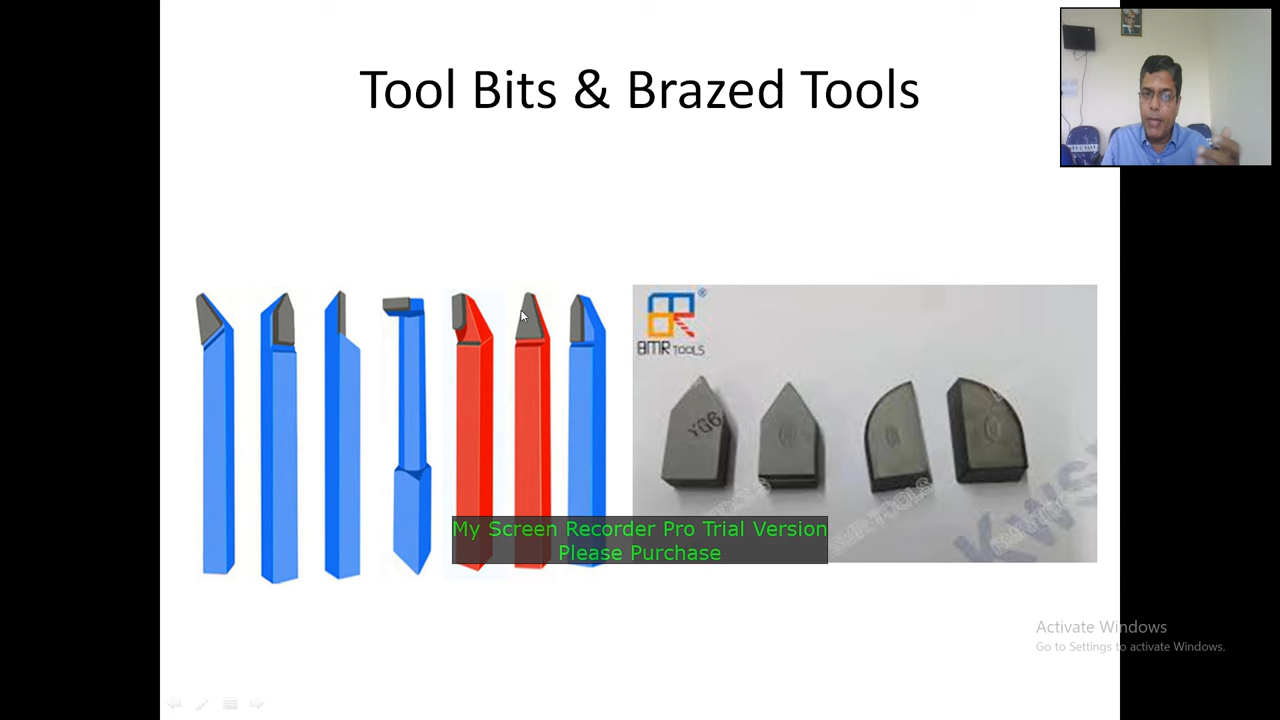 Tool Bits & Brazed Tools
®
BMR TOOLS
YG6
KWS
My Screen Recorder Pro Trial Version
Please Purchase
Activate Windows
Go to Settings to activate Windows.